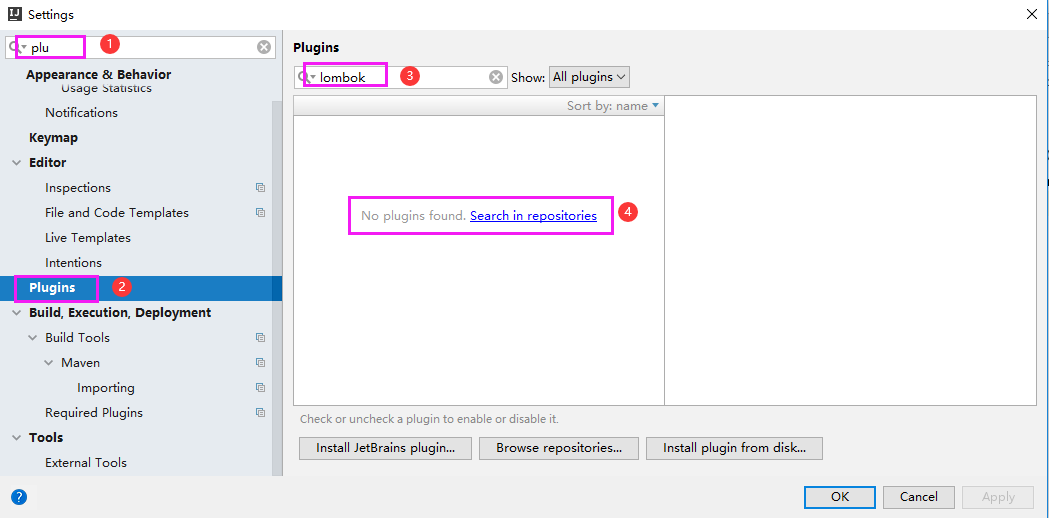 IJ Settings
plu 1
Appearance & Behavior
Usage Statistics
Notifications
Keymap
Editor
Inspections
File and Code Templates
Live Templates
Intentions
Plugins 2
Build, Execution, Deployment
Build Tools
Maven
Importing
Required Plugins
Tools
External Tools
Plugins
lombok 3 Show: All plugins
Sort by: name
No plugins found. Search in repositories 4
Check or uncheck a plugin to enable or disable it.
Install JetBrains plugin... Browse repositories... Install plugin from disk...
? OK Cancel Apply